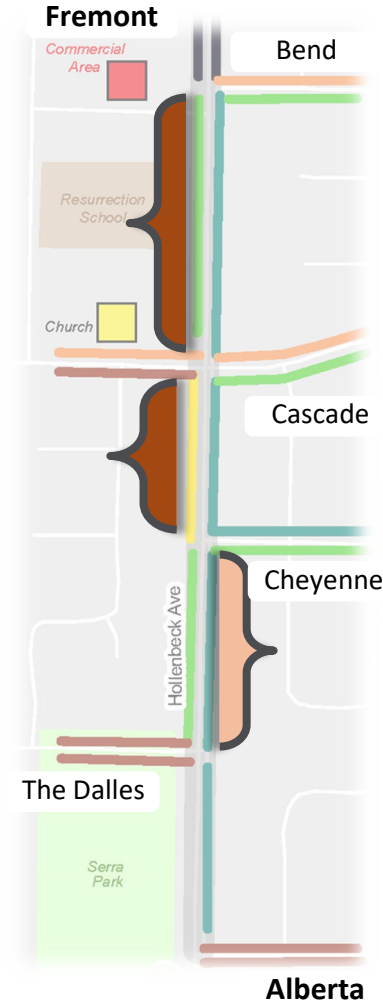 Fremont
Commercial
Area
Bend
Resurrection
School
Church
Cascade
Cheyenne
Hollenbeck Ave
The Dalles
Serra
Park
Alberta